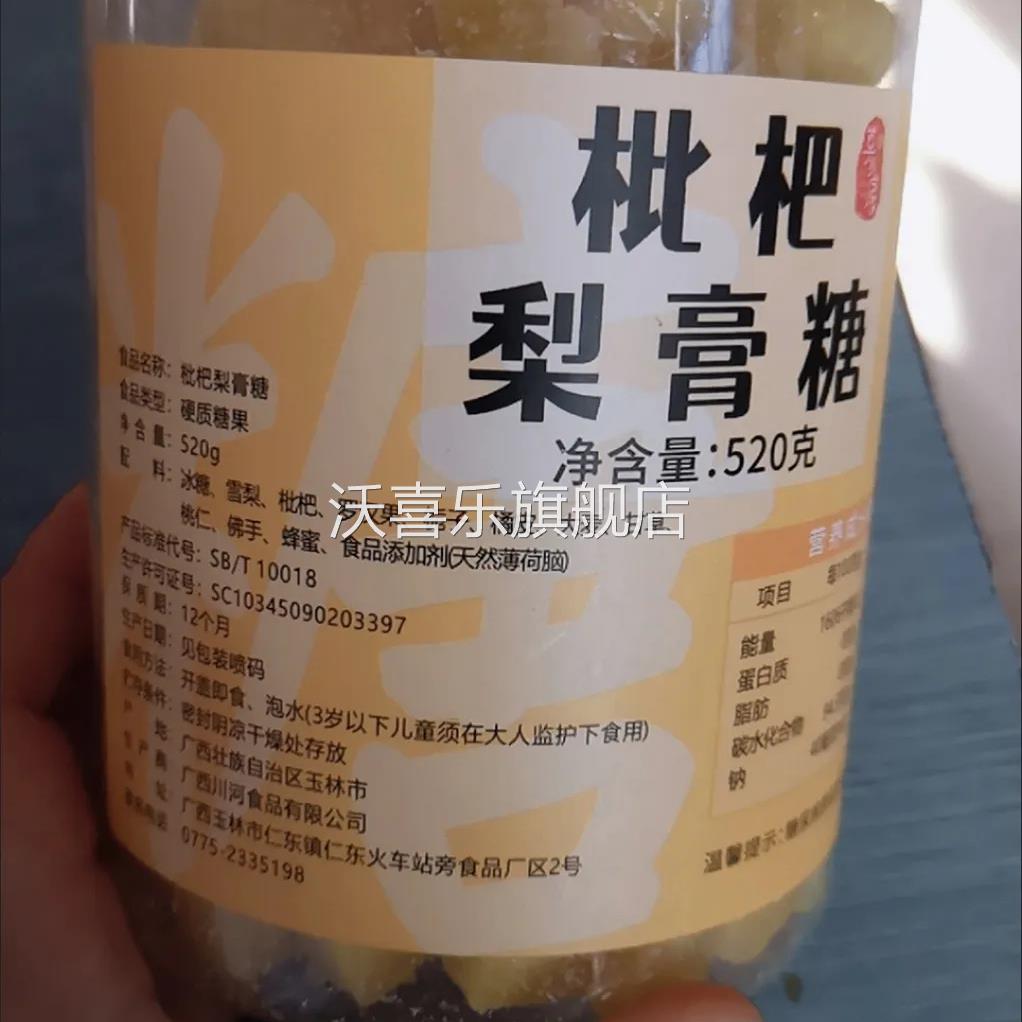 枇杷
梨膏糖
净含量:520克
食品名称: 枇杷梨膏糖
食品类型: 硬质糖果
净含量: 520g
配料: 冰糖、雪梨、枇杷、罗汉果、
桃仁、佛手、蜂蜜、食品添加剂(天然薄荷脑)
产品标准代号: SB/T 10018
生产许可证号: SC10345090203397
保质期: 12个月
生产日期: 见包装喷码
食用方法: 开盖即食、泡水(3岁以下儿童须在大人监护下食用)
贮存条件: 密封阴凉干燥处存放
产地: 广西壮族自治区玉林市
生产商: 广西川河食品有限公司
地址: 广西玉林市仁东镇仁东火车站旁食品厂区2号
0775-2335198
沃喜乐旗舰店
营养成
项目
能量
蛋白质
脂肪
碳水化合物
钠
温馨提示: